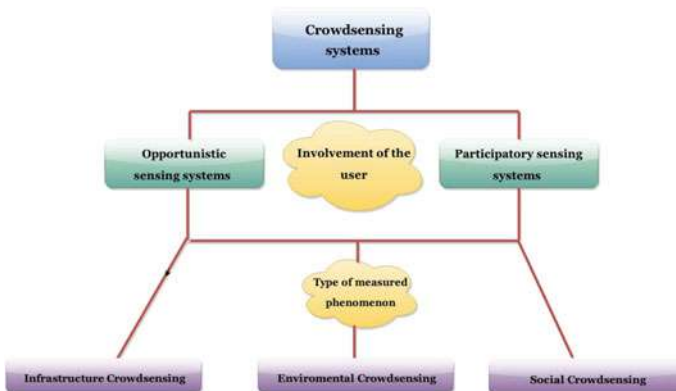 Crowdsensing
systems
Opportunistic
sensing systems
Involvement of the
user
Participatory sensing
systems
Type of measured
phenomenon
Infrastructure Crowdsensing
Enviromental Crowdsensing
Social Crowdsensing